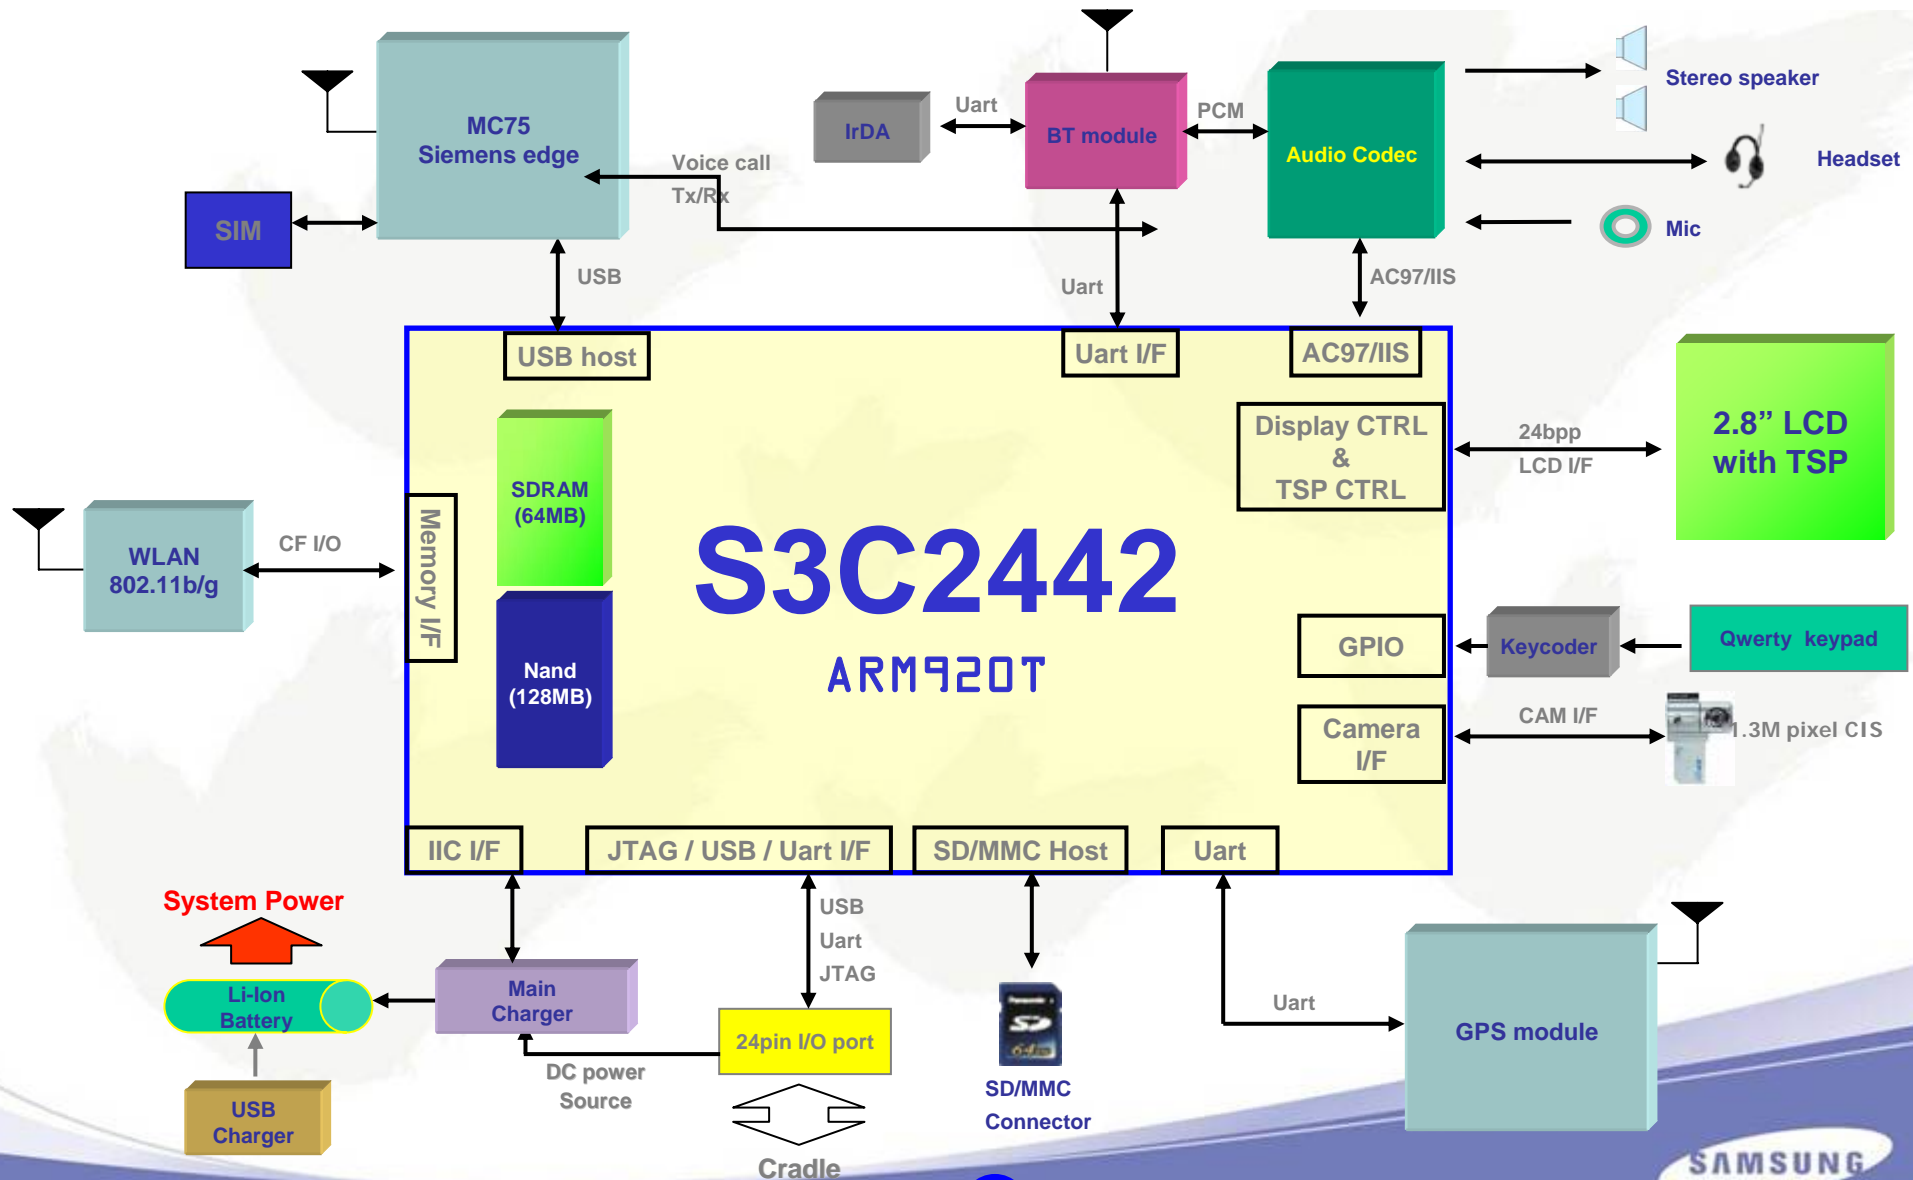 MC75
Siemens edge
SIM
Voice call
Tx/Rx
USB
IrDA
Uart
BT module
PCM
Audio Codec
Uart
AC97/IIS
Stereo speaker
Headset
Mic
USB host
Uart I/F
AC97/IIS
Display CTRL
&
TSP CTRL
24bpp
LCD I/F
2.8” LCD
with TSP
SDRAM
(64MB)
Nand
(128MB)
Memory I/F
WLAN
802.11b/g
CF I/O
S3C2442
ARM920T
GPIO
Keycoder
Qwerty keypad
Camera
I/F
CAM I/F
1.3M pixel CIS
IIC I/F
JTAG / USB / Uart I/F
SD/MMC Host
Uart
System Power
Li-Ion
Battery
USB
Charger
Main
Charger
USB
Uart
JTAG
24pin I/O port
DC power
Source
Cradle
Panasonic
SD
64MB
SD/MMC
Connector
Uart
GPS module
SAMSUNG